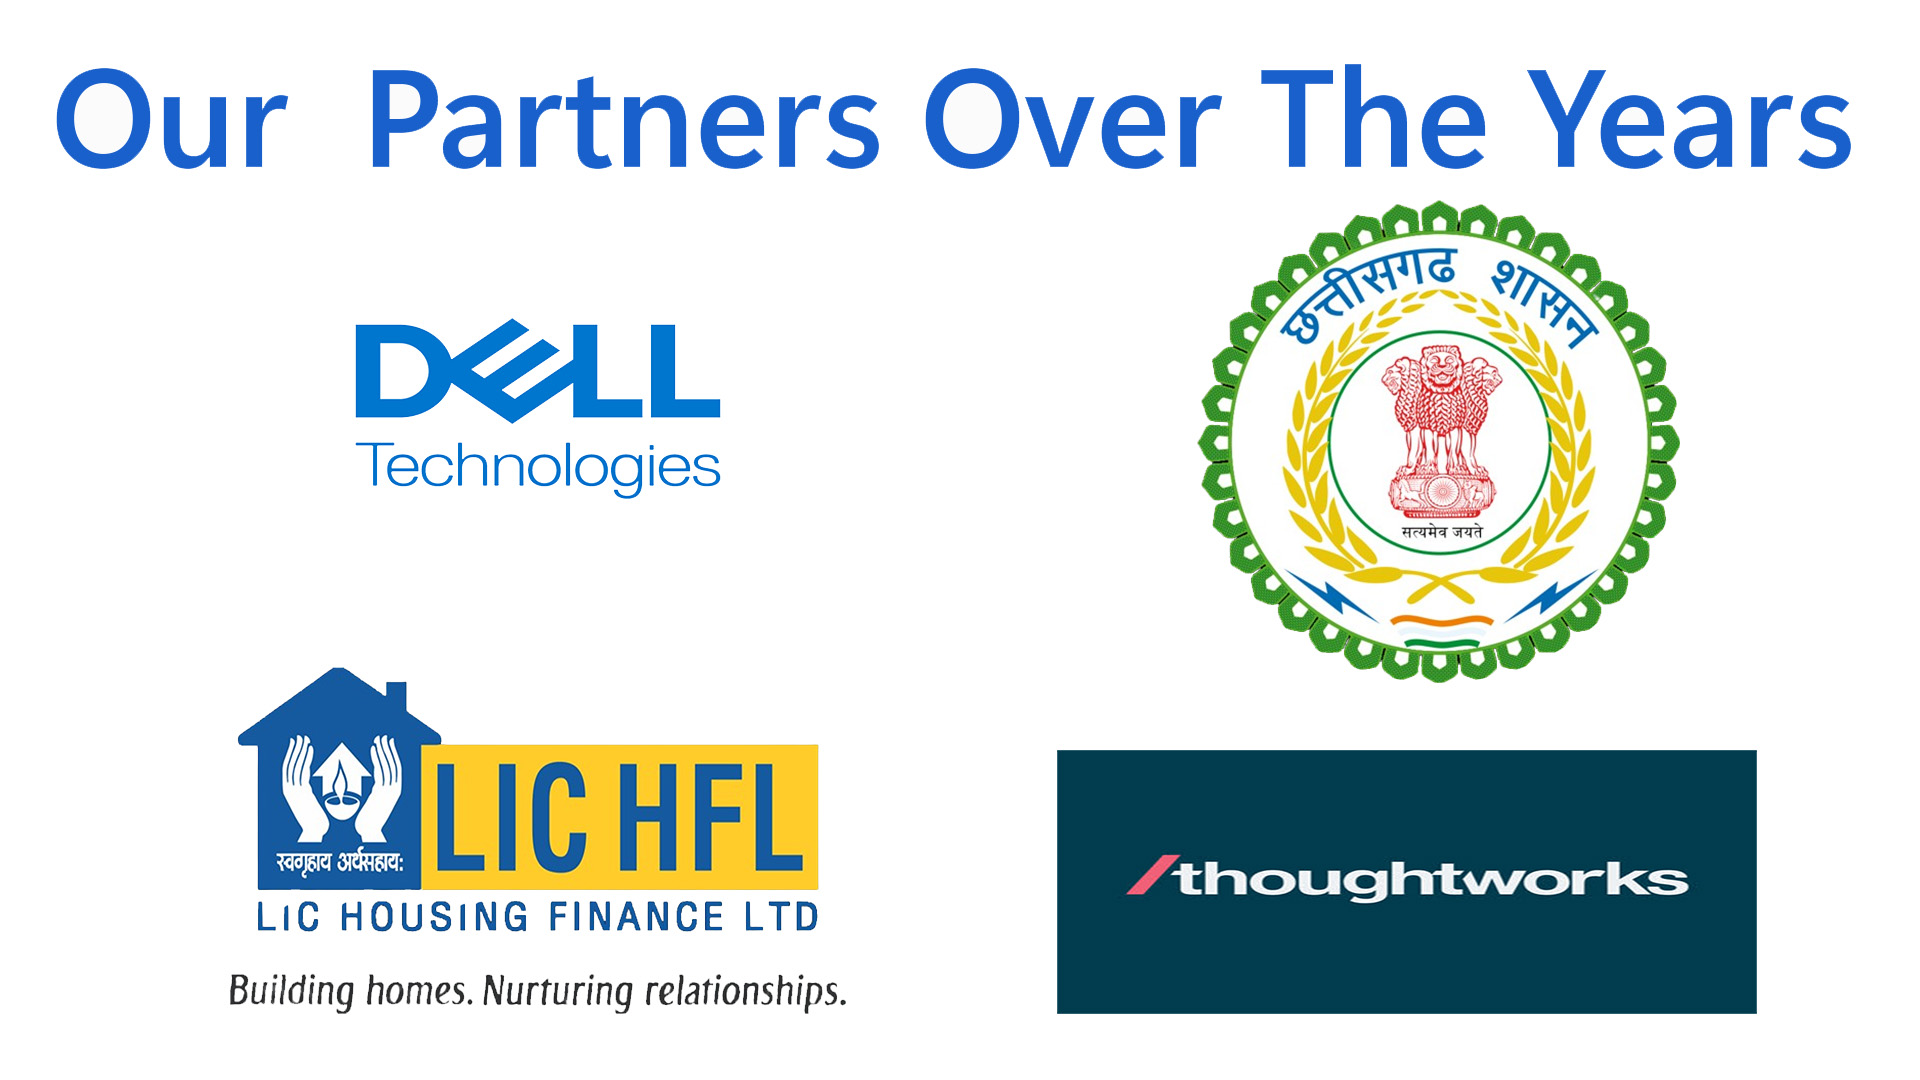 Our Partners Over The Years
DELL
Technologies
छत्तीसगढ शासन
सत्यमेव जयते
स्वगृहाय अर्थसहाय:
LIC HFL
LIC HOUSING FINANCE LTD
Building homes. Nurturing relationships.
/thoughtworks